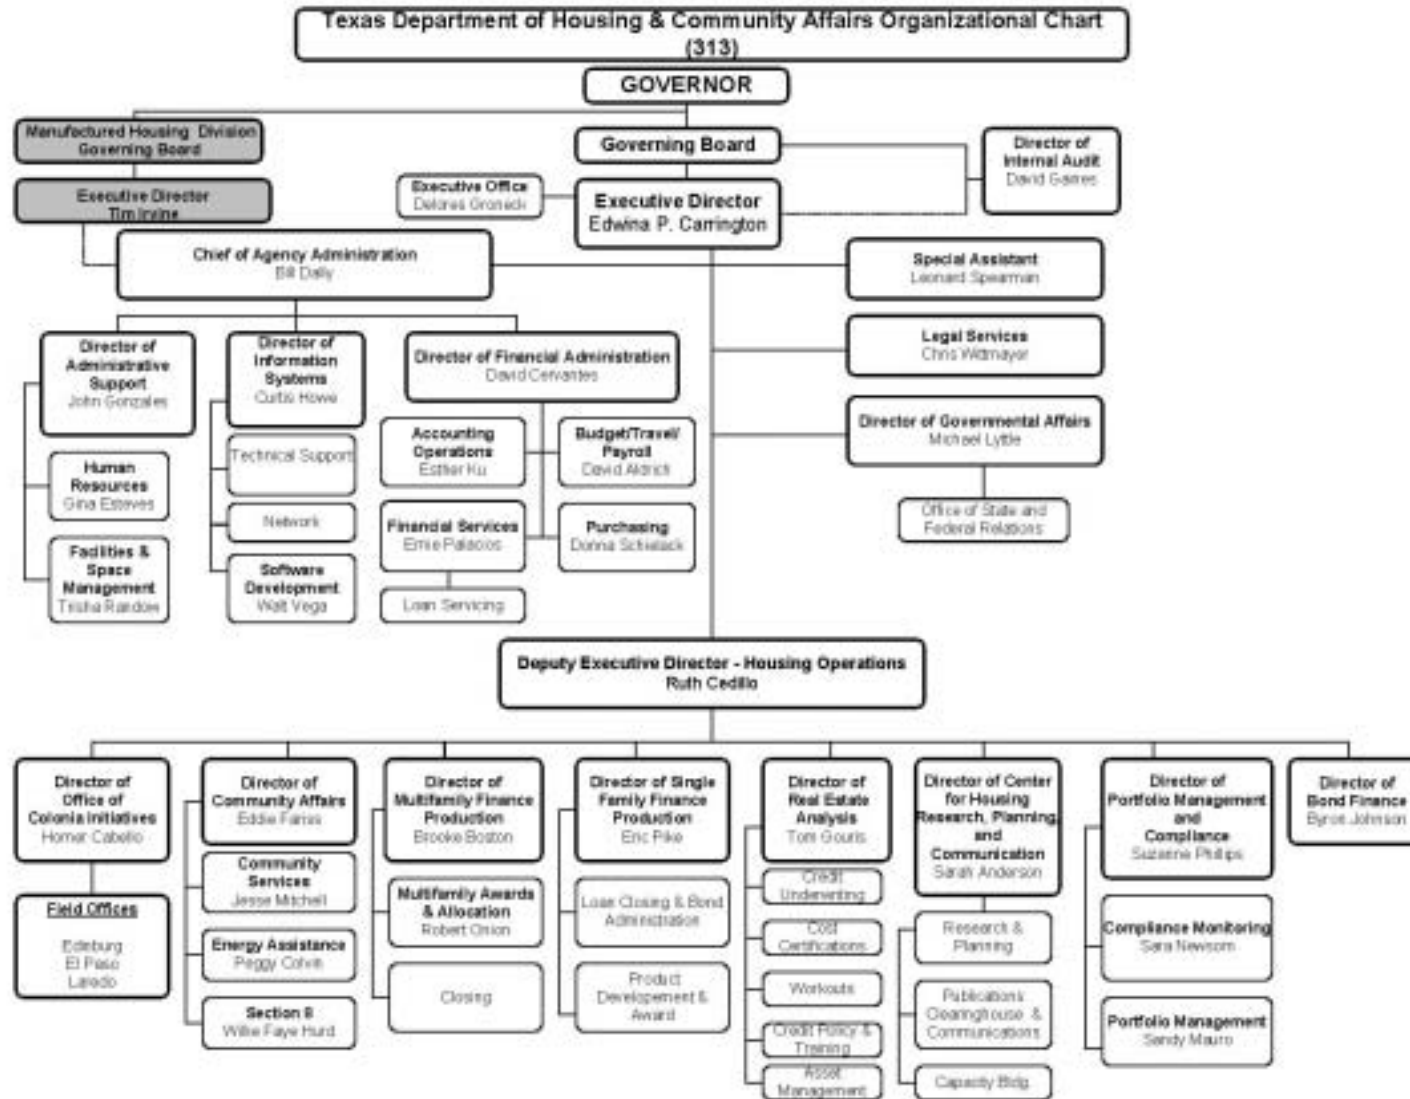 Texas Department of Housing & Community Affairs Organizational Chart
(313)
GOVERNOR
Manufactured Housing Division
Governing Board
Governing Board
Director of
Internal Audit
David Gaines
Executive Director
Tim Irvine
Executive Office
Delores Groneck
Executive Director
Edwina P. Carrington
Chief of Agency Administration
Bill Dally
Special Assistant
Leonard Spearman
Legal Services
Chris Wittmayer
Director of
Administrative
Support
John Gonzales
Director of
Information
Systems
Curtis Howe
Director of Financial Administration
David Cervantes
Director of Governmental Affairs
Michael Lyttle
Office of State and
Federal Relations
Human
Resources
Gina Esteves
Facilities &
Space
Management
Trisha Randow
Technical Support
Network
Software
Development
Walt Vega
Accounting
Operations
Esther Ku
Budget/Travel/
Payroll
David Aldrich
Financial Services
Ernie Palacios
Purchasing
Donna Schielack
Loan Servicing
Deputy Executive Director - Housing Operations
Ruth Cedillo
Director of
Office of
Colonia Initiatives
Homer Cabello
Field Offices
Edinburg
El Paso
Laredo
Director of
Community Affairs
Eddie Fariss
Community
Services
Jesse Mitchell
Energy Assistance
Peggy Colvin
Section 8
Willie Faye Hurd
Director of
Multifamily Finance
Production
Brooke Boston
Multifamily Awards
& Allocation
Robert Onion
Closing
Director of Single
Family Finance
Production
Eric Pike
Loan Closing & Bond
Administration
Product
Developement &
Award
Director of
Real Estate
Analysis
Tom Gouris
Credit
Underwriting
Cost
Certifications
Workouts
Credit Policy &
Training
Asset
Management
Director of Center
for Housing
Research, Planning,
and
Communication
Sarah Anderson
Research &
Planning
Publications
Clearinghouse &
Communications
Capacity Bldg.
Director of
Portfolio Management
and
Compliance
Suzanne Phillips
Compliance Monitoring
Sara Newsom
Portfolio Management
Sandy Mauro
Director of
Bond Finance
Byron Johnson